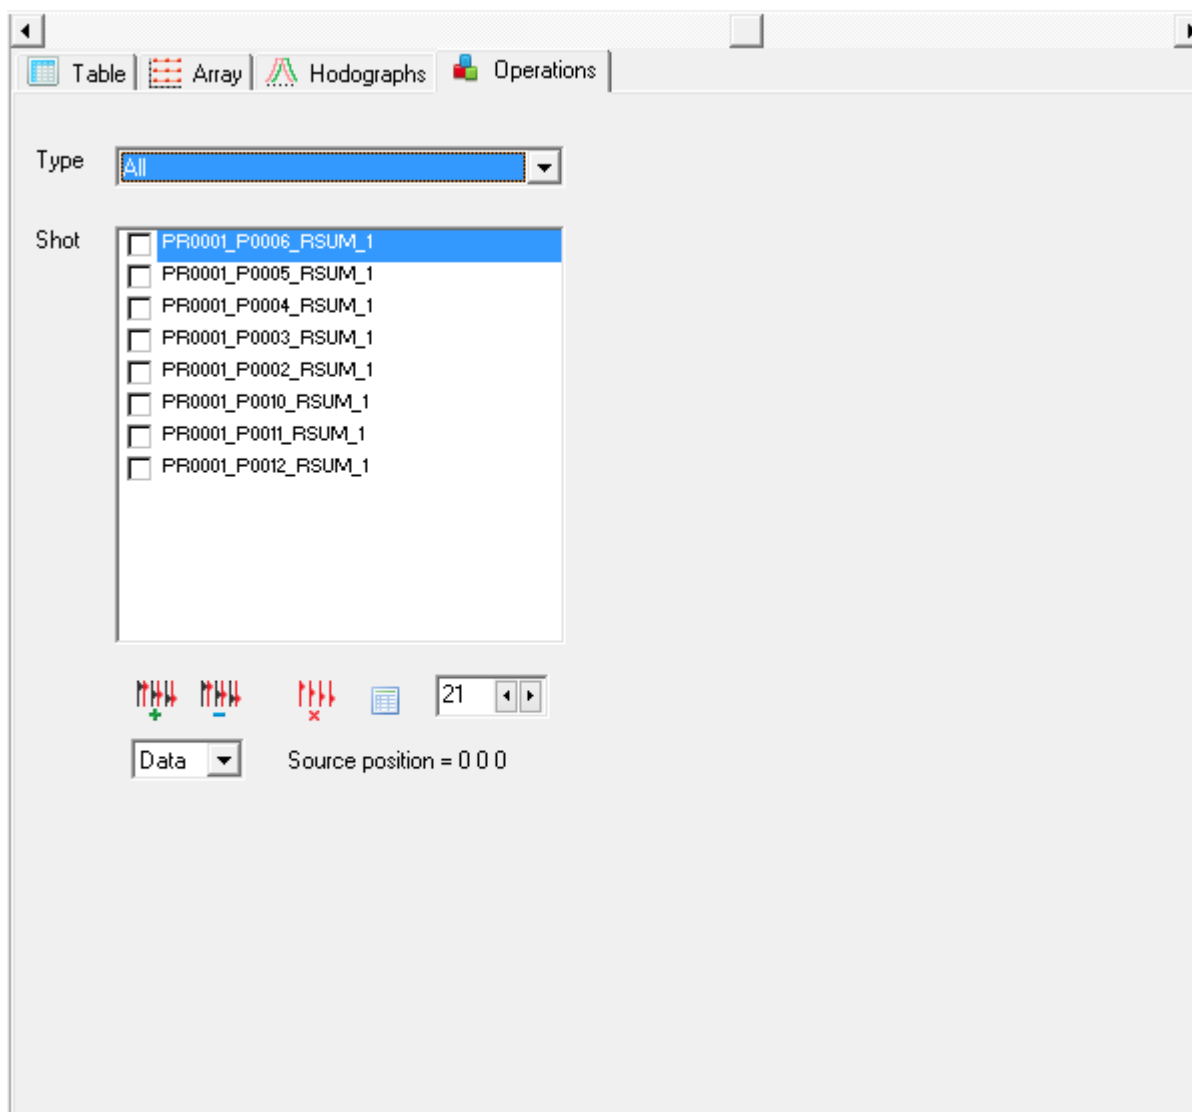 Table Array Hodographs Operations
Type All
Shot PR0001_P0006_RSUM_1
PR0001_P0005_RSUM_1
PR0001_P0004_RSUM_1
PR0001_P0003_RSUM_1
PR0001_P0002_RSUM_1
PR0001_P0010_RSUM_1
PR0001_P0011_RSUM_1
PR0001_P0012_RSUM_1
21
Data Source position = 0 0 0